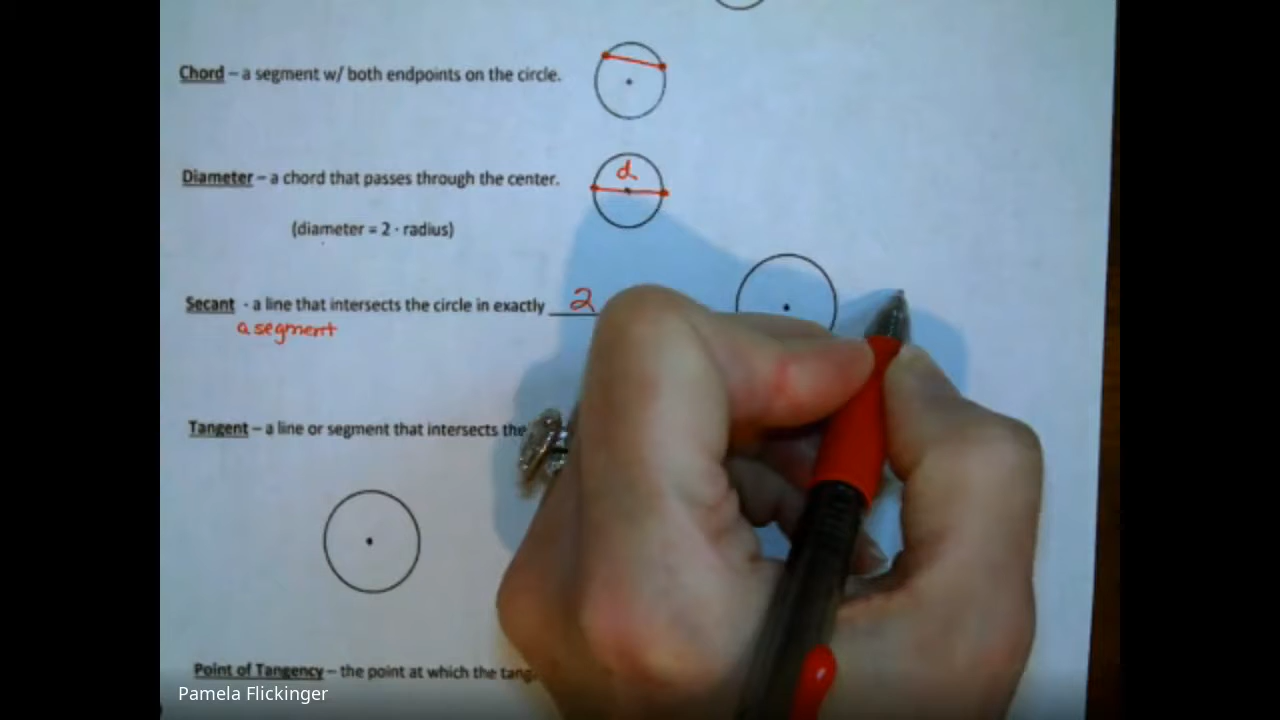 Chord – a segment w/ both endpoints on the circle.
d
Diameter – a chord that passes through the center.
(diameter = 2 · radius)
Secant - a line that intersects the circle in exactly 2
a segment
Tangent – a line or segment that intersects the
Point of Tangency – the point at which the
Pamela Flickinger